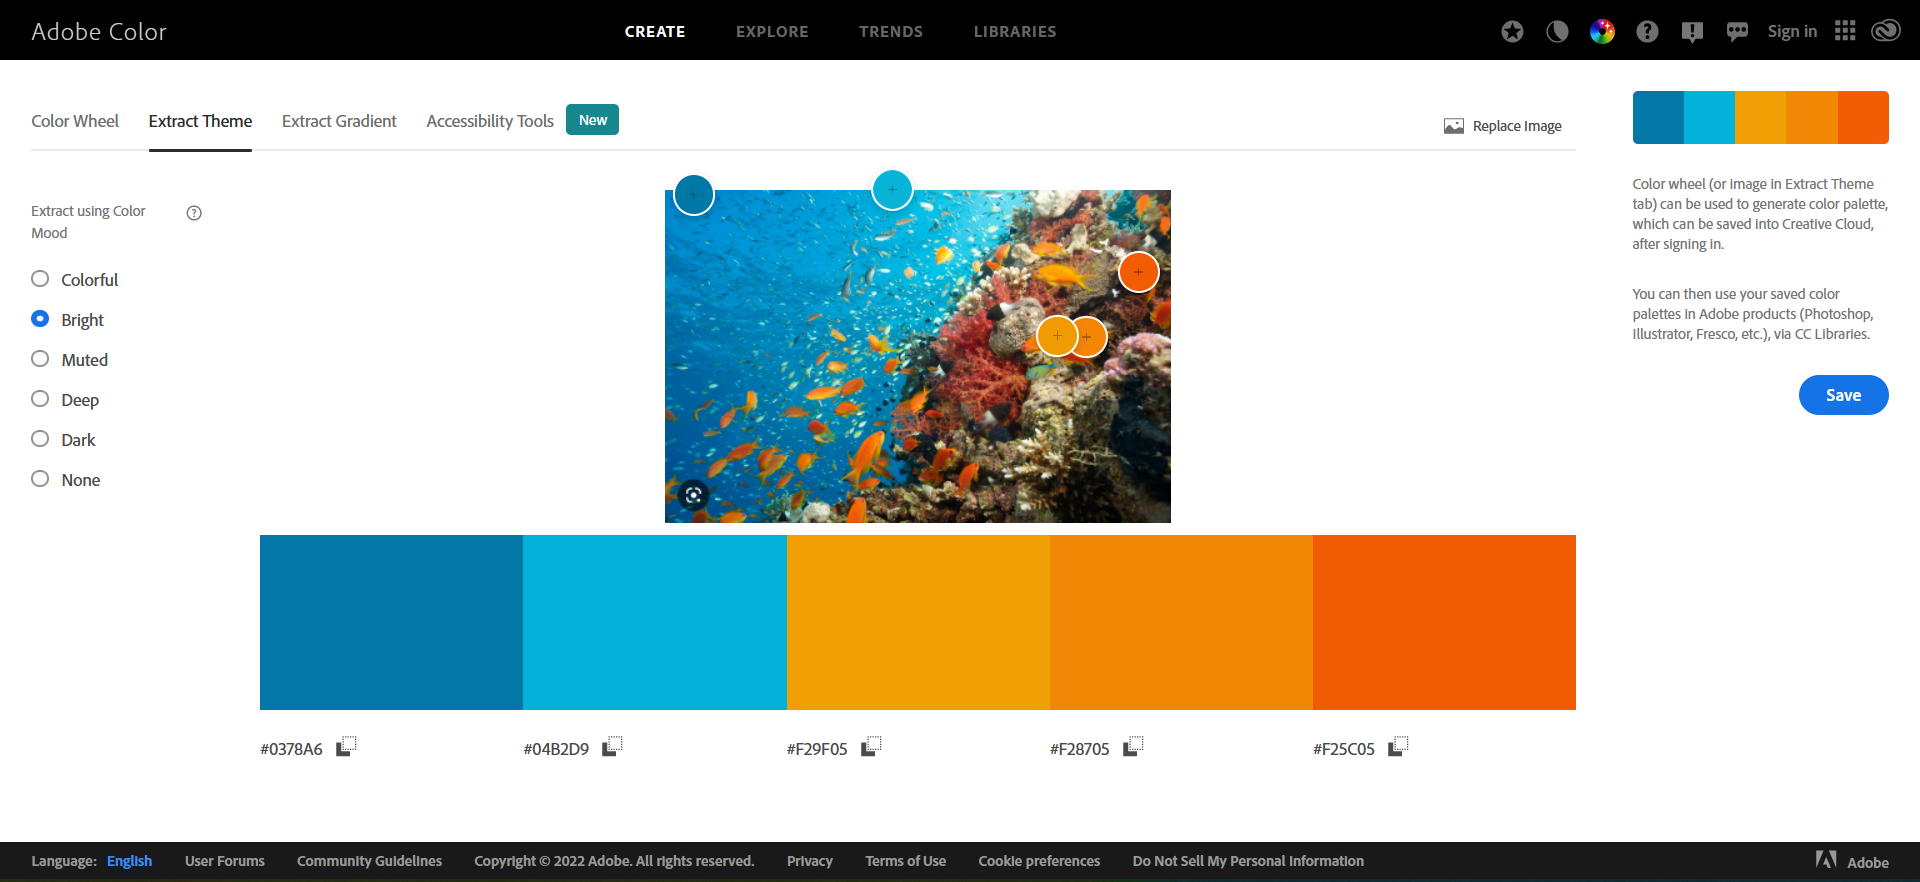 Adobe Color
CREATE
EXPLORE
TRENDS
LIBRARIES
Sign in
Color Wheel
Extract Theme
Extract Gradient
Accessibility Tools
New
Replace Image
Extract using Color
Mood
Colorful
Bright
Muted
Deep
Dark
None
Color wheel (or image in Extract Theme
tab) can be used to generate color palette,
which can be saved into Creative Cloud,
after signing in.
You can then use your saved color
palettes in Adobe products (Photoshop,
Illustrator, Fresco, etc.), via CC Libraries.
Save
#0378A6
#04B2D9
#F29F05
#F28705
#F25C05
Language: English
User Forums
Community Guidelines
Copyright © 2022 Adobe. All rights reserved.
Privacy
Terms of Use
Cookie preferences
Do Not Sell My Personal Information
Adobe